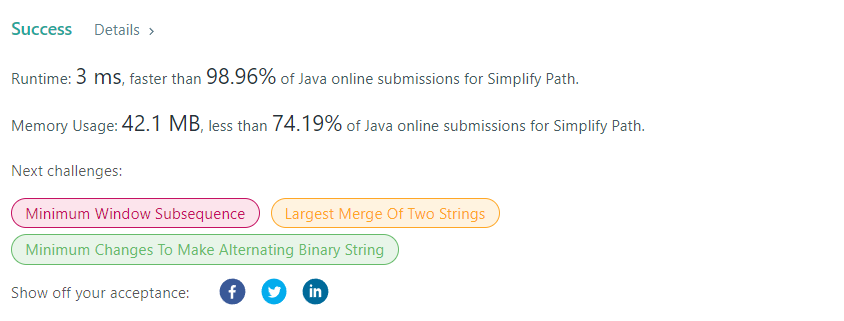 Success Details >
Runtime: 3 ms, faster than 98.96% of Java online submissions for Simplify Path.
Memory Usage: 42.1 MB, less than 74.19% of Java online submissions for Simplify Path.
Next challenges:
Minimum Window Subsequence Largest Merge Of Two Strings
Minimum Changes To Make Alternating Binary String
Show off your acceptance: f in